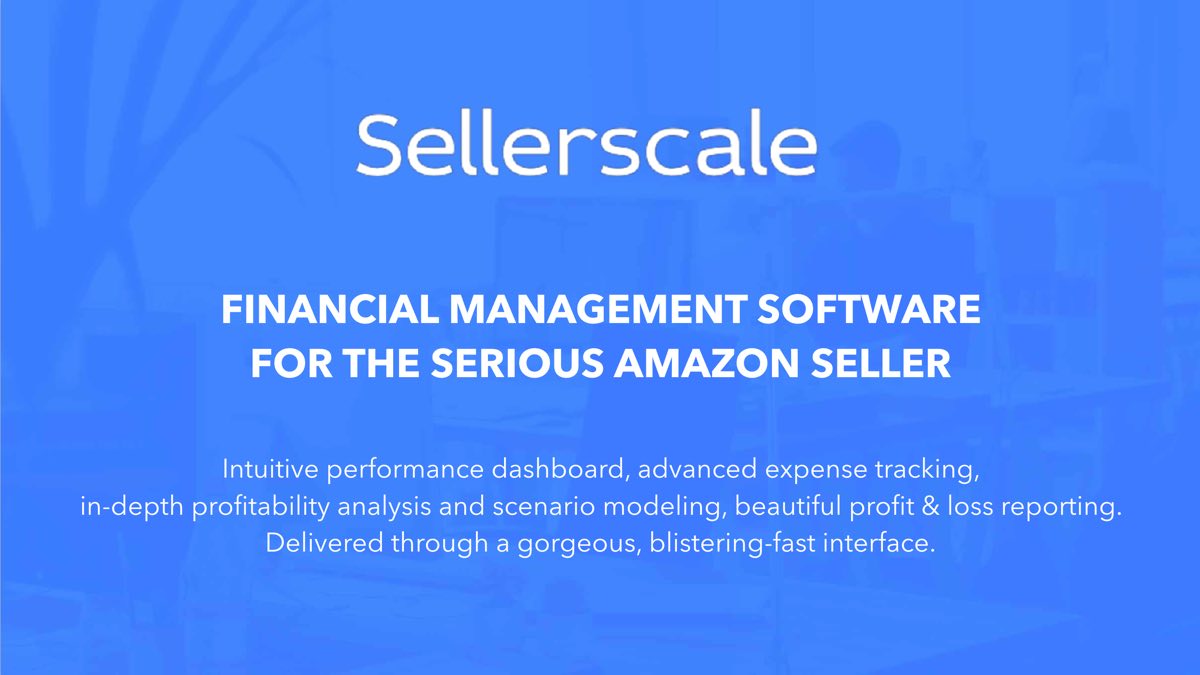 Sellerscale
FINANCIAL MANAGEMENT SOFTWARE
FOR THE SERIOUS AMAZON SELLER
Intuitive performance dashboard, advanced expense tracking,
in-depth profitability analysis and scenario modeling, beautiful profit & loss reporting.
Delivered through a gorgeous, blistering-fast interface.